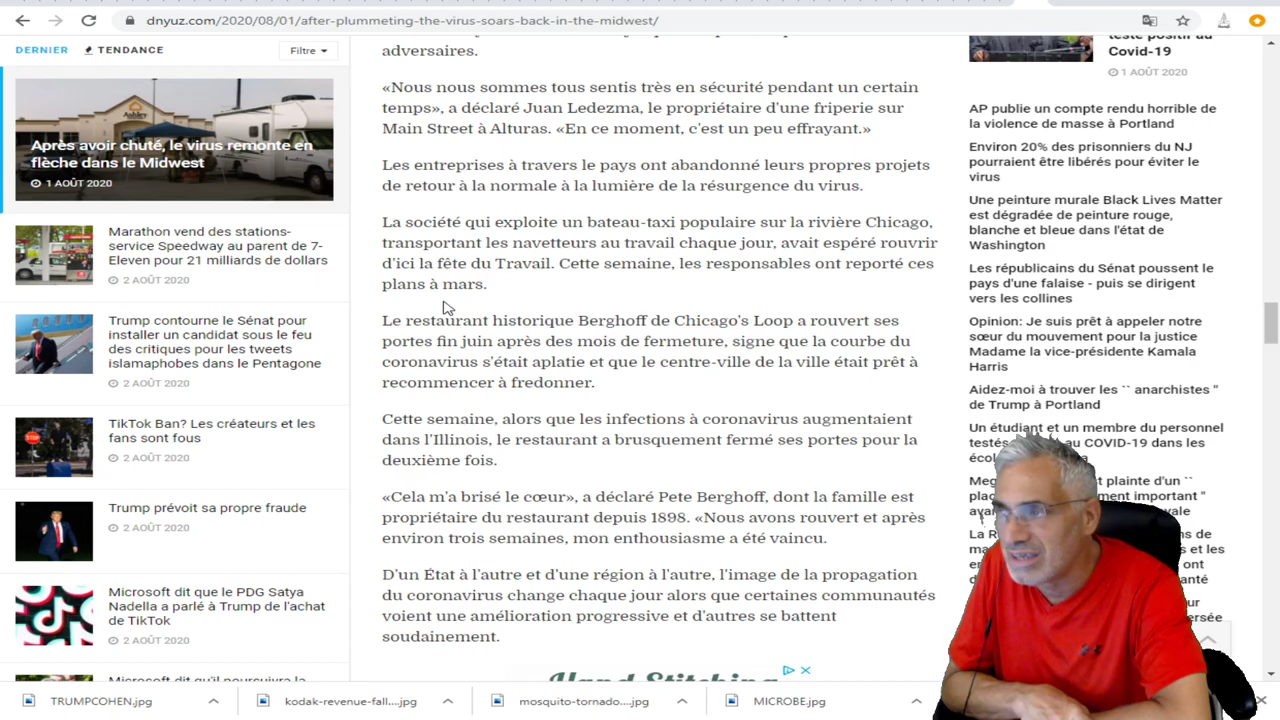 dnyuz.com/2020/08/01/after-plummeting-the-virus-soars-back-in-the-midwest/
DERNIER
TENDANCE
Filtre
Après avoir chuté, le virus remonte en
flèche dans le Midwest
1 AOÛT 2020
Marathon vend des stations-
service Speedway au parent de 7-
Eleven pour 21 milliards de dollars
2 AOÛT 2020
Trump contourne le Sénat pour
installer un candidat sous le feu
des critiques pour les tweets
islamaphobes dans le Pentagone
2 AOÛT 2020
TikTok Ban? Les créateurs et les
fans sont fous
2 AOÛT 2020
Trump prévoit sa propre fraude
2 AOÛT 2020
Microsoft dit que le PDG Satya
Nadella a parlé à Trump de l'achat
de TikTok
2 AOÛT 2020
Microsoft dit qu'il poursuivra la
adversaires.
«Nous nous sommes tous sentis très en sécurité pendant un certain
temps», a déclaré Juan Ledezma, le propriétaire d'une friperie sur
Main Street à Alturas. «En ce moment, c'est un peu effrayant.»
Les entreprises à travers le pays ont abandonné leurs propres projets
de retour à la normale à la lumière de la résurgence du virus.
La société qui exploite un bateau-taxi populaire sur la rivière Chicago,
transportant les navetteurs au travail chaque jour, avait espéré rouvrir
d'ici la fête du Travail. Cette semaine, les responsables ont reporté ces
plans à mars.
Le restaurant historique Berghoff de Chicago's Loop a rouvert ses
portes fin juin après des mois de fermeture, signe que la courbe du
coronavirus s'était aplatie et que le centre-ville de la ville était prêt à
recommencer à fredonner.
Cette semaine, alors que les infections à coronavirus augmentaient
dans l'Illinois, le restaurant a brusquement fermé ses portes pour la
deuxième fois.
«Cela m'a brisé le cœur», a déclaré Pete Berghoff, dont la famille est
propriétaire du restaurant depuis 1898. «Nous avons rouvert et après
environ trois semaines, mon enthousiasme a été vaincu.
D'un État à l'autre et d'une région à l'autre, l'image de la propagation
du coronavirus change chaque jour alors que certaines communautés
voient une amélioration progressive et d'autres se battent
soudainement.
Hand Stitching
testé positif au
Covid-19
1 AOÛT 2020
AP publie un compte rendu horrible de
la violence de masse à Portland
Environ 20% des prisonniers du NJ
pourraient être libérés pour éviter le
virus
Une peinture murale Black Lives Matter
est dégradée de peinture rouge,
blanche et bleue dans l'état de
Washington
Les républicains du Sénat poussent le
pays d'une falaise - puis se dirigent
vers les collines
Opinion: Je suis prêt à appeler notre
sœur du mouvement pour la justice
Madame la vice-présidente Kamala
Harris
Aidez-moi à trouver les `` anarchistes "
de Trump à Portland
Un étudiant et un membre du personnel
testés au COVID-19 dans les
TRUMPCOHEN.jpg
kodak-revenue-fall....jpg
mosquito-tornado....jpg
MICROBE.jpg